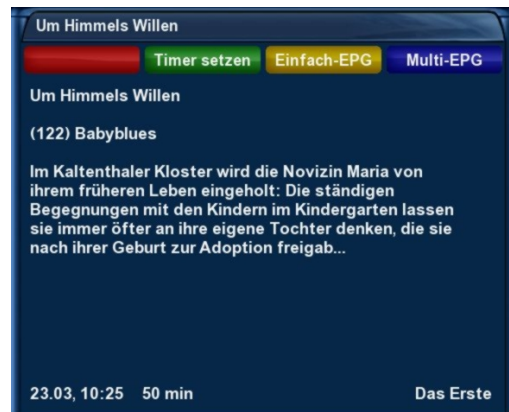 Um Himmels Willen
Timer setzen Einfach-EPG Multi-EPG
Um Himmels Willen
(122) Babyblues
Im Kaltenthaler Kloster wird die Novizin Maria von
ihrem früheren Leben eingeholt: Die ständigen
Begegnungen mit den Kindern im Kindergarten lassen
sie immer öfter an ihre eigene Tochter denken, die sie
nach ihrer Geburt zur Adoption freigab...
23.03, 10:25 50 min Das Erste